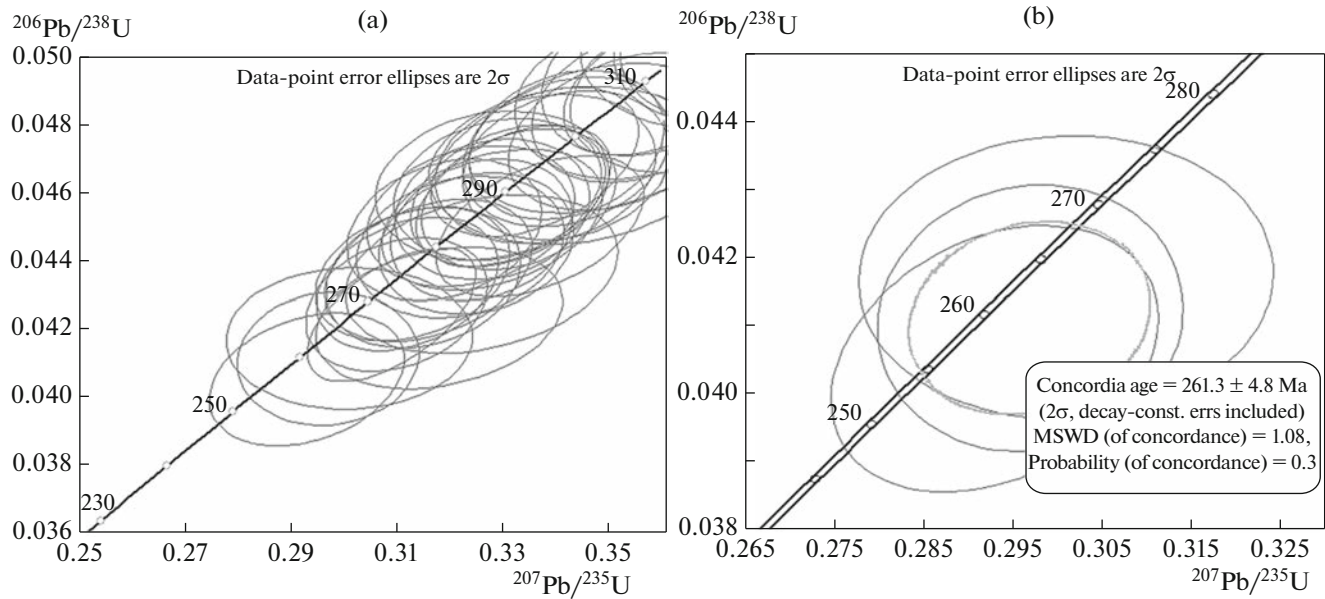 (a)
²⁰⁶Pb/²³⁸U
0.050
Data-point error ellipses are 2σ
310
0.048
0.046
290
0.044
270
0.042
0.040
250
0.038
230
0.036
0.25
0.27
0.29
0.31
0.33
0.35
²⁰⁷Pb/²³⁵U
(b)
²⁰⁶Pb/²³⁸U
Data-point error ellipses are 2σ
280
0.044
270
0.042
260
0.040
250
Concordia age = 261.3 ± 4.8 Ma
(2σ, decay-const. errs included)
MSWD (of concordance) = 1.08,
Probability (of concordance) = 0.3
0.038
0.265
0.275
0.285
0.295
0.305
0.315
0.325
²⁰⁷Pb/²³⁵U